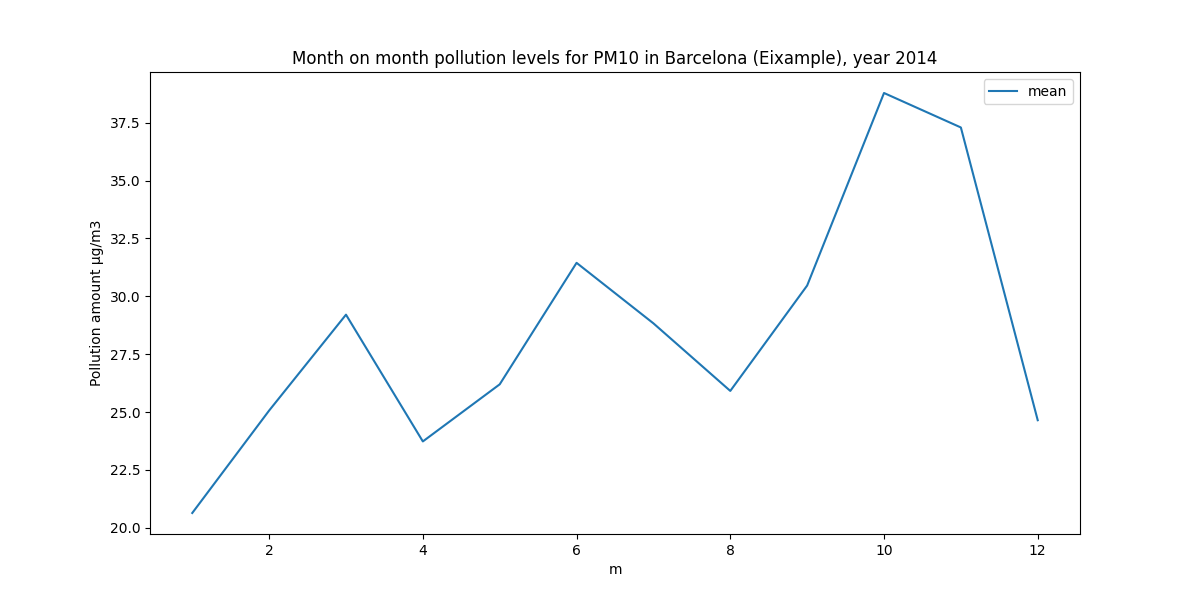 Month on month pollution levels for PM10 in Barcelona (Eixample), year 2014
mean
37.5
35.0
32.5
30.0
27.5
25.0
22.5
20.0
Pollution amount µg/m3
2 4 6 8 10 12
m